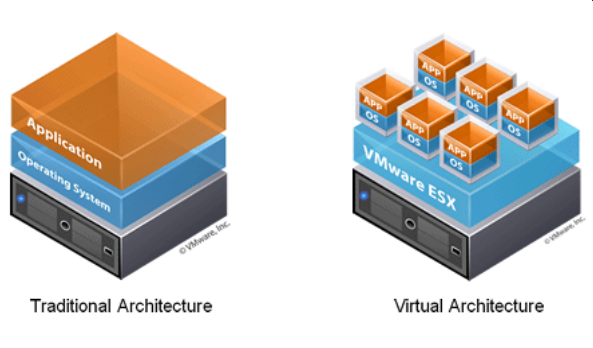 Application
Operating System
© VMware, Inc.
Traditional Architecture
APP
OS
APP
OS
APP
OS
APP
OS
APP
OS
APP
OS
VMware ESX
© VMware, Inc.
Virtual Architecture